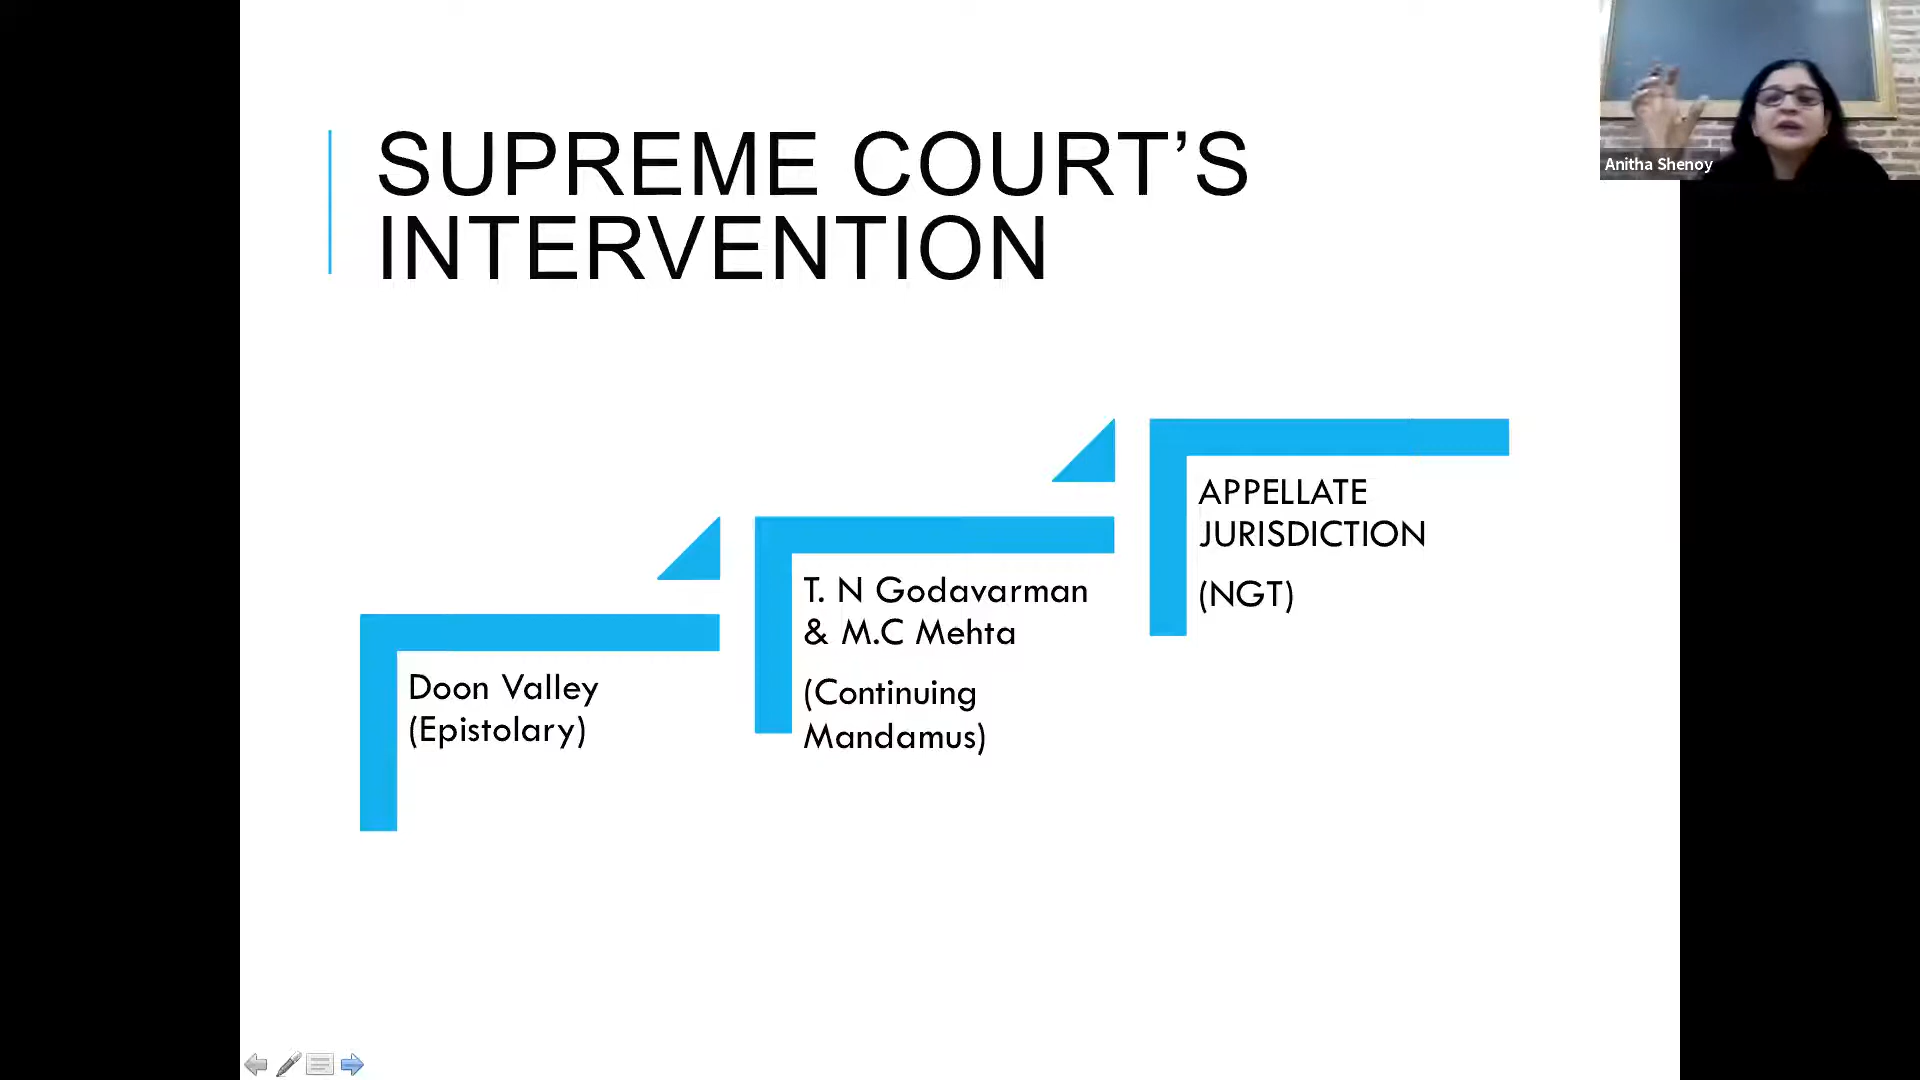 SUPREME COURT’S
INTERVENTION
Doon Valley
(Epistolary)
T. N Godavarman
& M.C Mehta
(Continuing
Mandamus)
APPELLATE
JURISDICTION
(NGT)
Anitha Shenoy